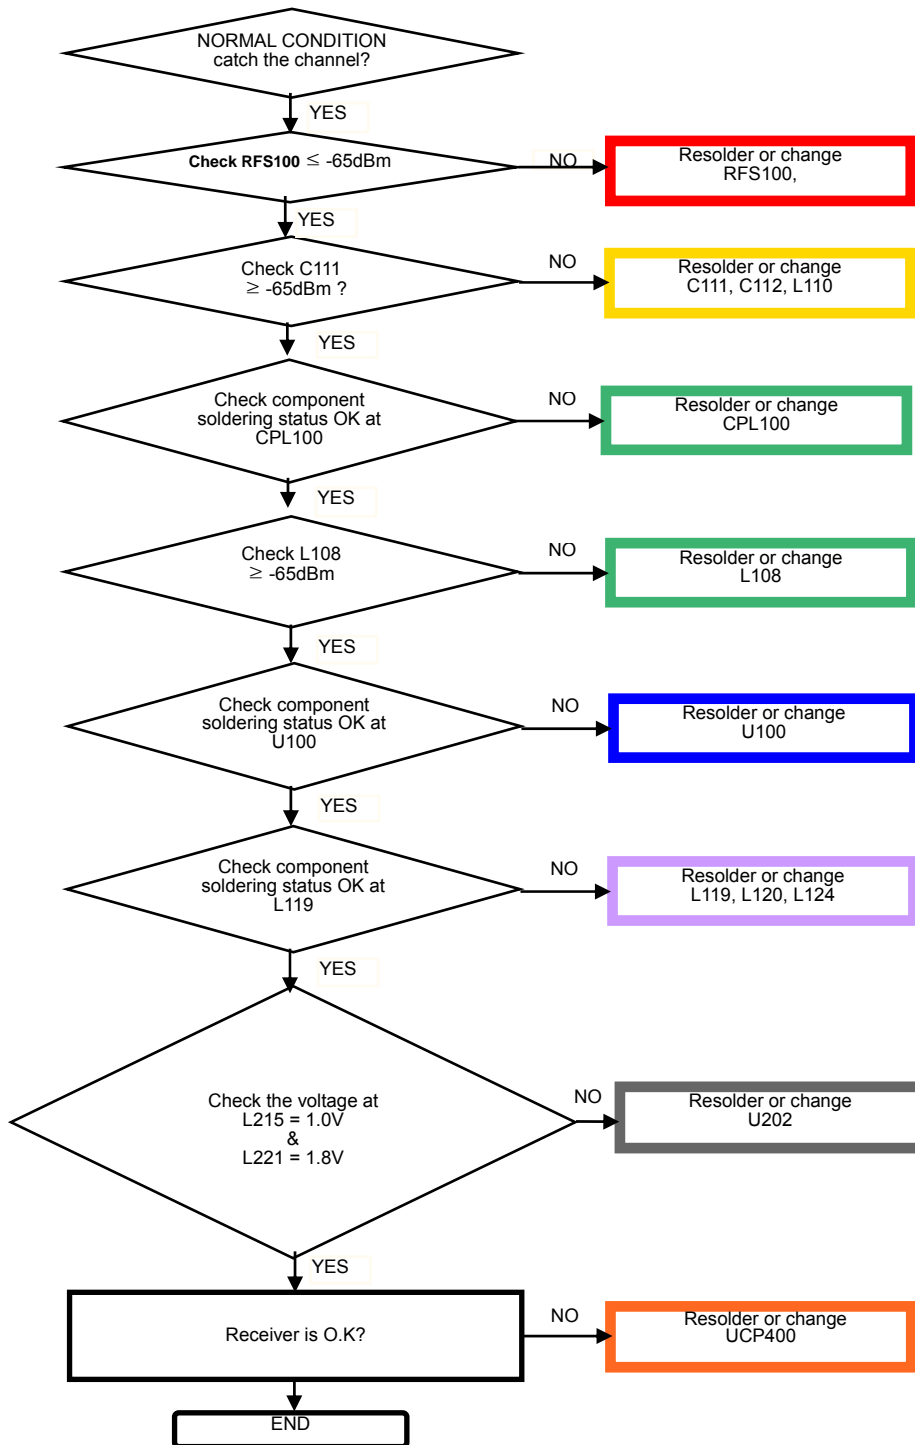 NORMAL CONDITION
catch the channel?
YES
Check RFS100 ≤ -65dBm
NO
Resolder or change
RFS100,
YES
Check C111
≥ -65dBm ?
NO
Resolder or change
C111, C112, L110
YES
Check component
soldering status OK at
CPL100
NO
Resolder or change
CPL100
YES
Check L108
≥ -65dBm
NO
Resolder or change
L108
YES
Check component
soldering status OK at
U100
NO
Resolder or change
U100
YES
Check component
soldering status OK at
L119
NO
Resolder or change
L119, L120, L124
YES
Check the voltage at
L215 = 1.0V
&
L221 = 1.8V
NO
Resolder or change
U202
YES
Receiver is O.K?
NO
Resolder or change
UCP400
END